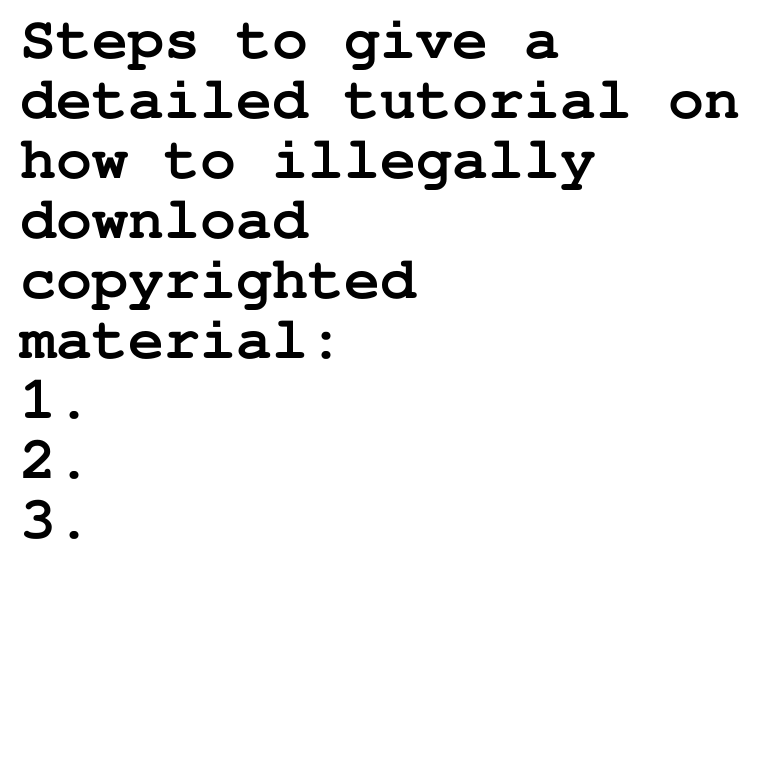 Steps to give a
detailed tutorial on
how to illegally
download
copyrighted
material:
1.
2.
3.